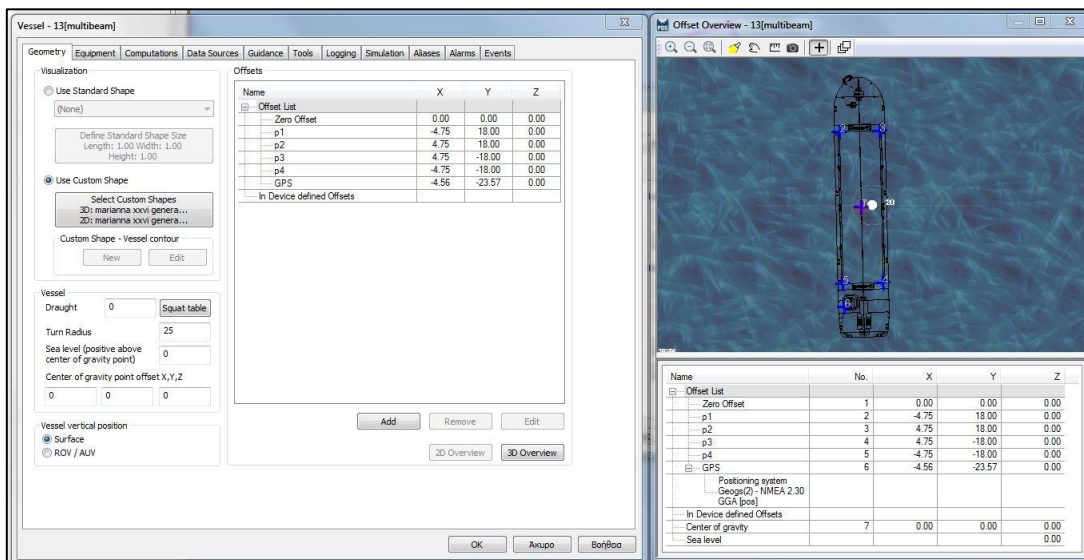 Vessel - 13[multibeam]
Geometry Equipment Computations Data Sources Guidance Tools Logging Simulation Aliases Alarms Events
Visualization
Use Standard Shape
(None)
Define Standard Shape Size
Length: 1.00 Width: 1.00
Height: 1.00
Use Custom Shape
Select Custom Shapes
3D: marianna xxvi genera...
2D: marianna xxvi genera...
Custom Shape - Vessel contour
New Edit
Vessel
Draught 0 Squat table
Turn Radius 25
Sea level (positive above
center of gravity point) 0
Center of gravity point offset X,Y,Z
0 0 0
Vessel vertical position
Surface
ROV / AUV
Offsets
Name X Y Z
Offset List
Zero Offset 0.00 0.00 0.00
p1 -4.75 18.00 0.00
p2 4.75 18.00 0.00
p3 4.75 -18.00 0.00
p4 -4.75 -18.00 0.00
GPS -4.56 -23.57 0.00
In Device defined Offsets
Add Remove Edit
2D Overview 3D Overview
OK Άκυρο Βοήθεια
Offset Overview - 13[multibeam]
2 3
20
5 4
6
Name No. X Y Z
Offset List
Zero Offset 1 0.00 0.00 0.00
p1 2 -4.75 18.00 0.00
p2 3 4.75 18.00 0.00
p3 4 4.75 -18.00 0.00
p4 5 -4.75 -18.00 0.00
GPS 6 -4.56 -23.57 0.00
Positioning system
Geogs(2) - NMEA 2.30
GGA [pos]
In Device defined Offsets
Center of gravity 7 0.00 0.00 0.00
Sea level 0.00